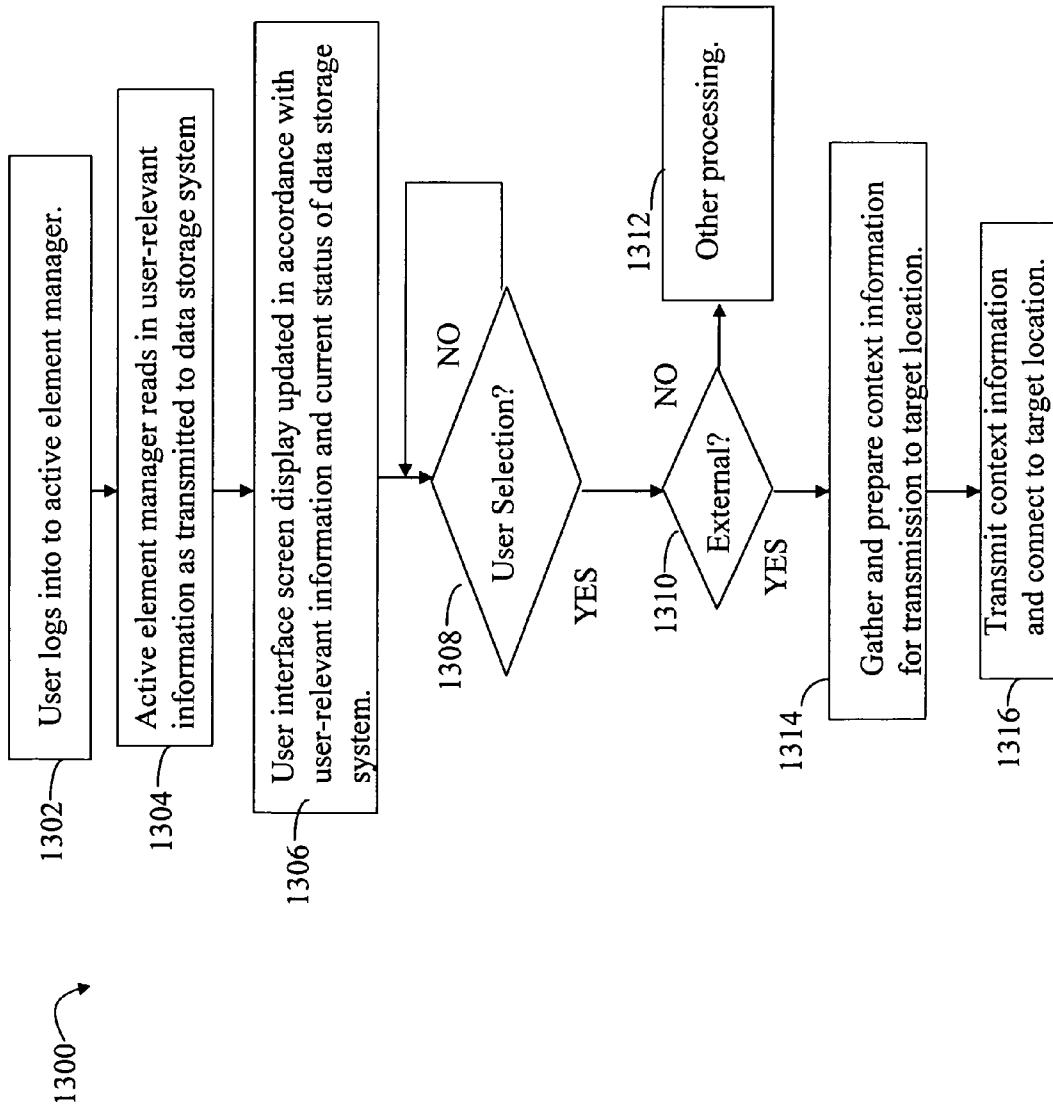 1300
1302
User logs into to active element manager.
1304
Active element manager reads in user-relevant
information as transmitted to data storage system
1306
User interface screen display updated in accordance with
user-relevant information and current status of data storage
system.
1308
User Selection?
NO
YES
1310
External?
NO
1312
Other processing.
YES
1314
Gather and prepare context information
for transmission to target location.
1316
Transmit context information
and connect to target location.